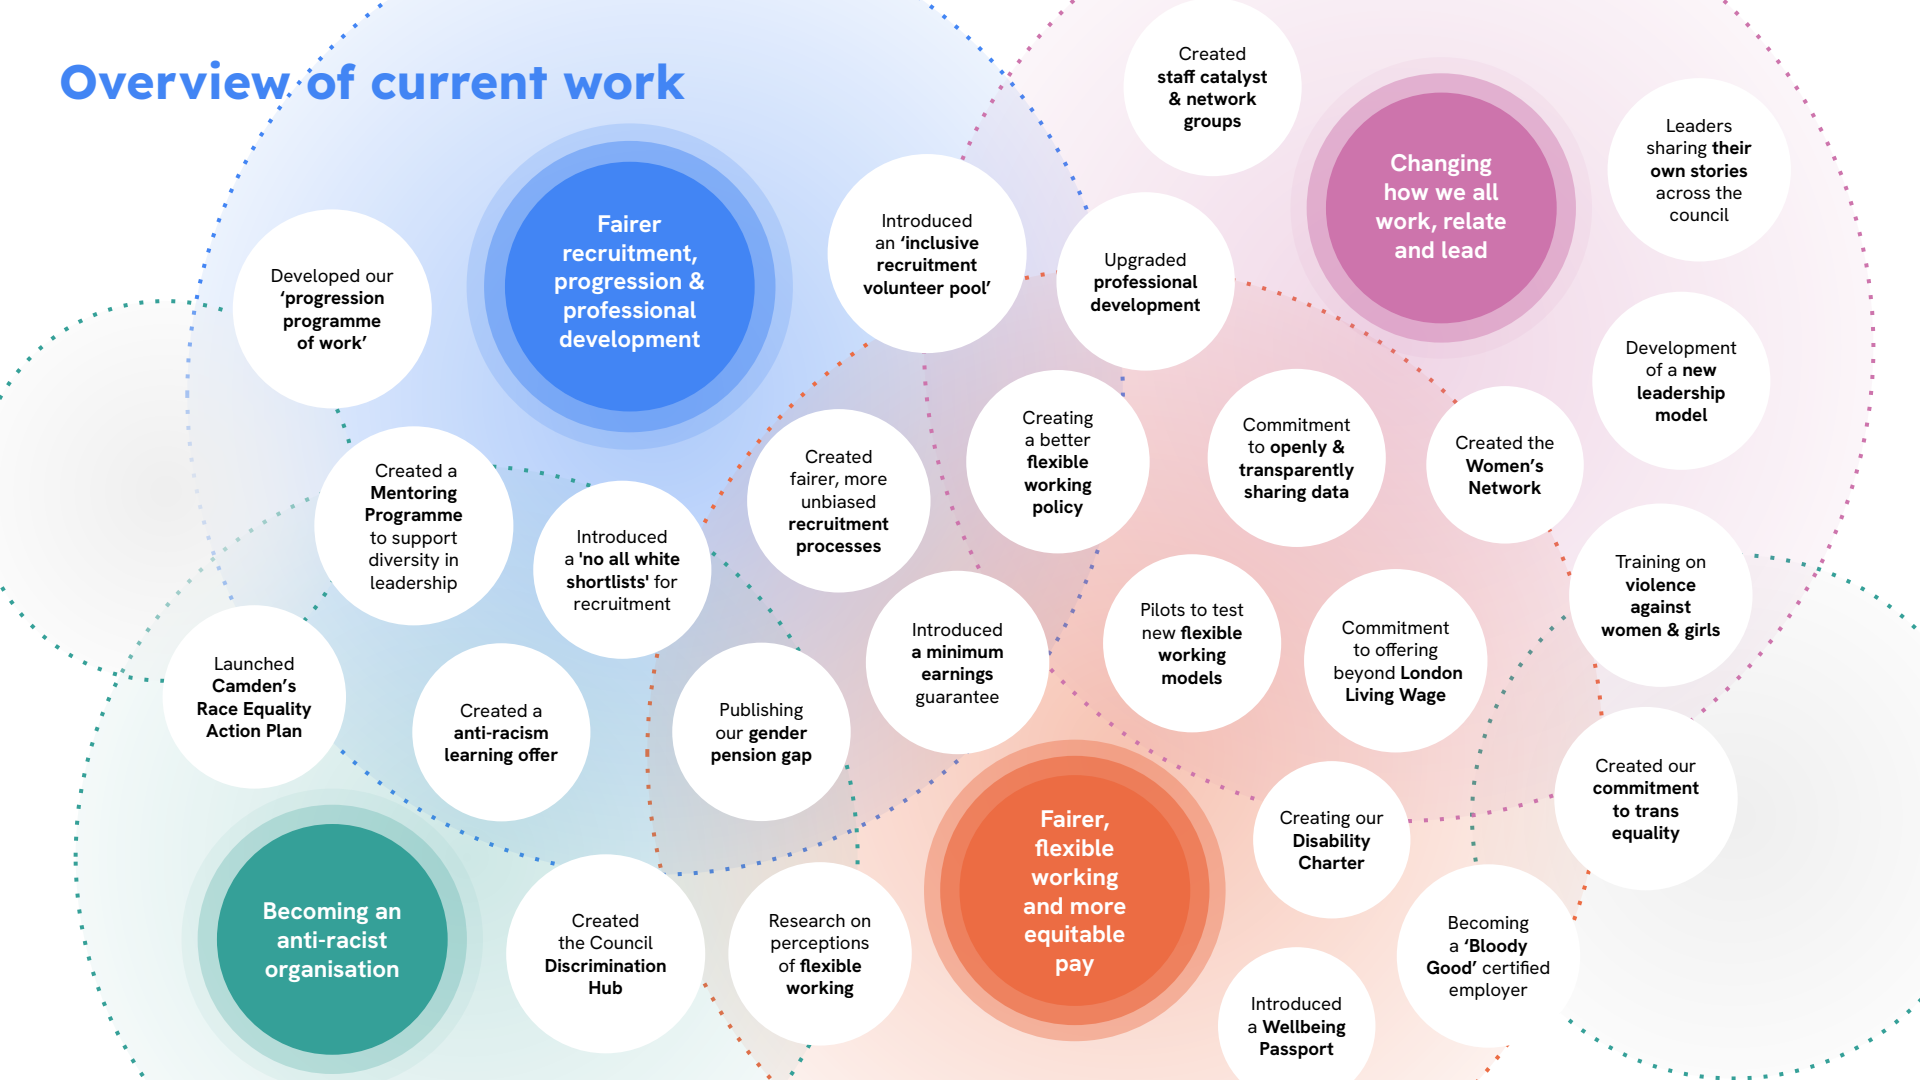 Overview of current work
Created
staff catalyst
& network
groups
Leaders
sharing their
own stories
across the
council
Changing
how we all
work, relate
and lead
Fairer
recruitment,
progression &
professional
development
Introduced
an ‘inclusive
recruitment
volunteer pool’
Upgraded
professional
development
Developed our
‘progression
programme
of work’
Development
of a new
leadership
model
Creating
a better
flexible
working
policy
Commitment
to openly &
transparently
sharing data
Created the
Women’s
Network
Created
fairer, more
unbiased
recruitment
processes
Created a
Mentoring
Programme
to support
diversity in
leadership
Introduced
a 'no all white
shortlists' for
recruitment
Training on
violence
against
women & girls
Pilots to test
new flexible
working
models
Commitment
to offering
beyond London
Living Wage
Introduced
a minimum
earnings
guarantee
Launched
Camden’s
Race Equality
Action Plan
Created a
anti-racism
learning offer
Publishing
our gender
pension gap
Created our
commitment
to trans
equality
Creating our
Disability
Charter
Fairer,
flexible
working
and more
equitable
pay
Becoming an
anti-racist
organisation
Created
the Council
Discrimination
Hub
Research on
perceptions
of flexible
working
Becoming
a ‘Bloody
Good’ certified
employer
Introduced
a Wellbeing
Passport